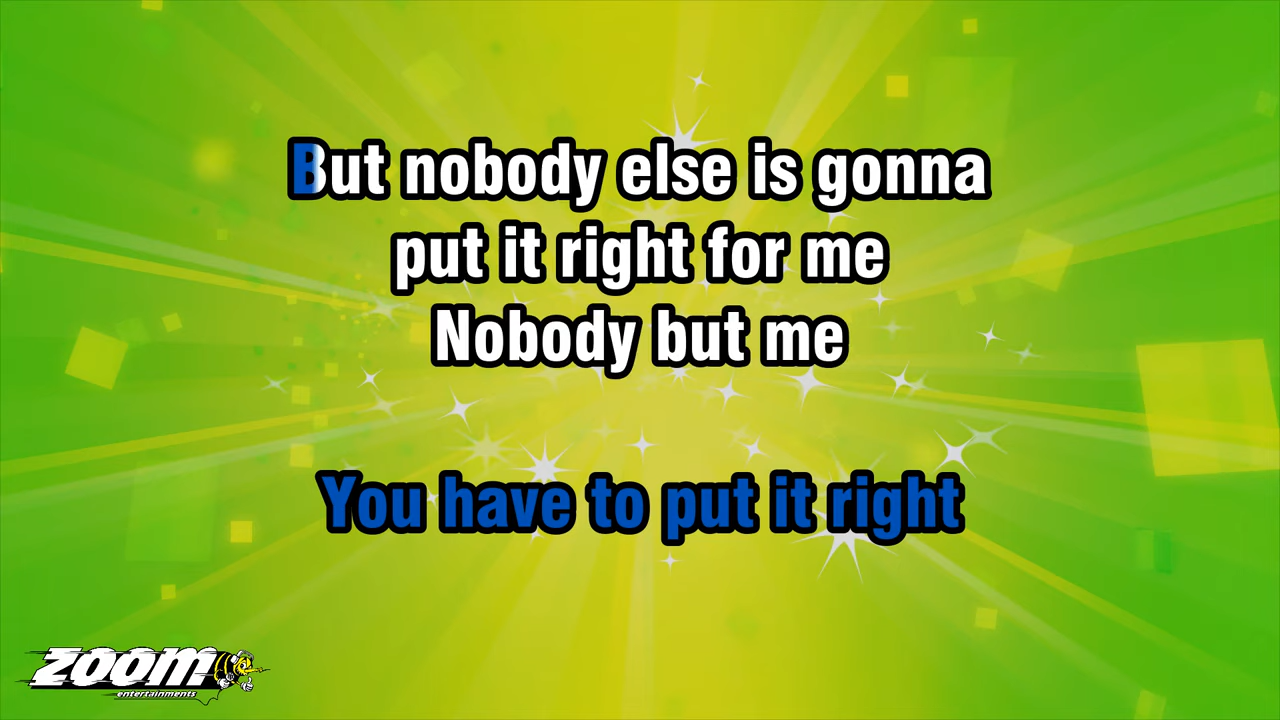 But nobody else is gonna
put it right for me
Nobody but me
You have to put it right
zoom
entertainments